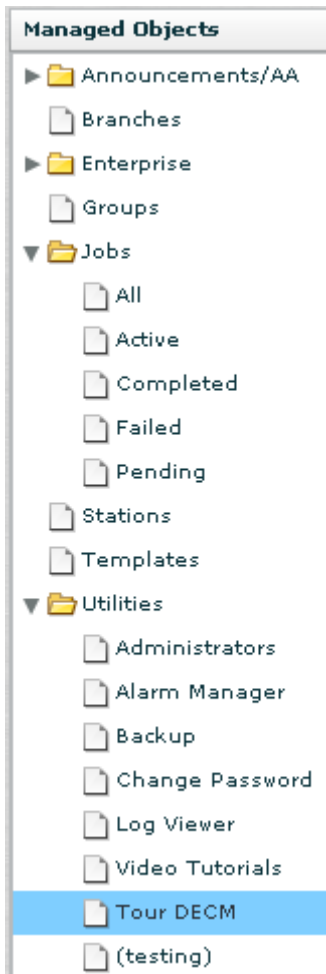 Managed Objects
Announcements/AA
Branches
Enterprise
Groups
Jobs
All
Active
Completed
Failed
Pending
Stations
Templates
Utilities
Administrators
Alarm Manager
Backup
Change Password
Log Viewer
Video Tutorials
Tour DECM
(testing)